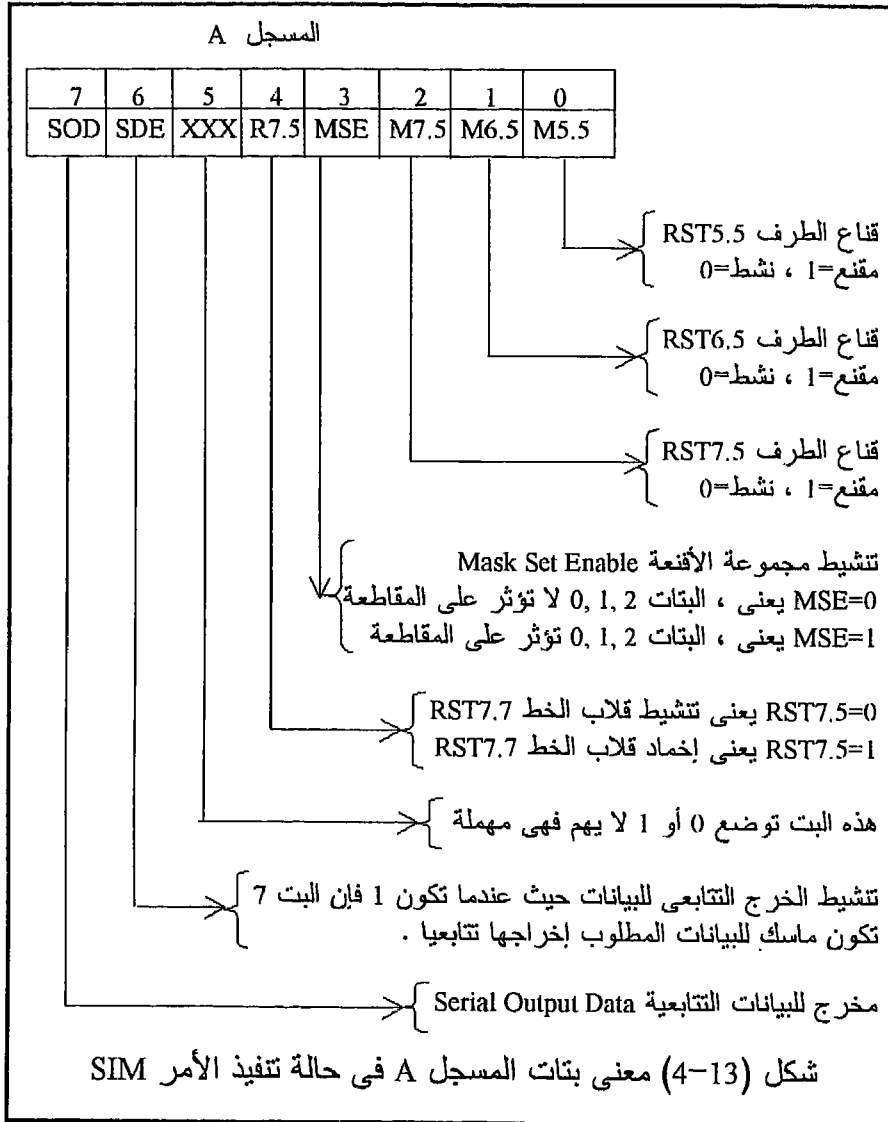 المسجل A
7 6 5 4 3 2 1 0
SOD SDE XXX R7.5 MSE M7.5 M6.5 M5.5
قناع الطرف RST5.5
مقنع=1 ، نشط=0
قناع الطرف RST6.5
مقنع=1 ، نشط=0
قناع الطرف RST7.5
مقنع=1 ، نشط=0
تنشيط مجموعة الأقنعة Mask Set Enable
MSE=0 يعنى ، البتات 0, 1, 2 لا تؤثر على المقاطعة
MSE=1 يعنى ، البتات 0, 1, 2 تؤثر على المقاطعة
RST7.5=0 يعنى تنشيط قلاب الخط RST7.7
RST7.5=1 يعنى إخماد قلاب الخط RST7.7
هذه البت توضع 0 أو 1 لا يهم فهى مهملة
تنشيط الخرج التتابعى للبيانات حيث عندما تكون 1 فإن البت 7
تكون ماسك للبيانات المطلوب إخراجها تتابعيا .
مخرج للبيانات التتابعية Serial Output Data
شكل (13-4) معنى بتات المسجل A فى حالة تنفيذ الأمر SIM